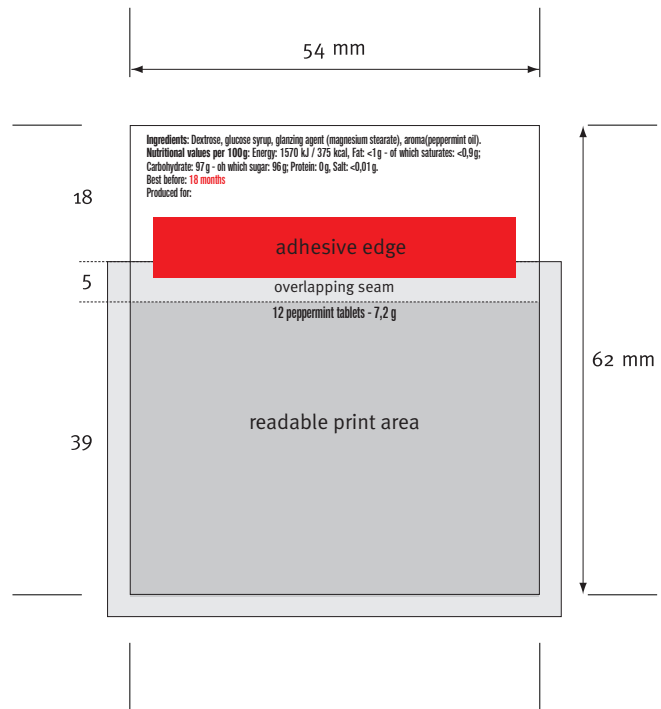 54 mm
Ingredients: Dextrose, glucose syrup, glanzing agent (magnesium stearate), aroma(peppermint oil).
Nutritional values per 100g: Energy: 1570 kJ / 375 kcal, Fat: <1g - of which saturates: <0,9g;
Carbohydrate: 97g - oh which sugar: 96g; Protein: 0g, Salt: <0,01g.
Best before: 18 months
Produced for:
18
adhesive edge
5
overlapping seam
12 peppermint tablets - 7,2 g
62 mm
readable print area
39